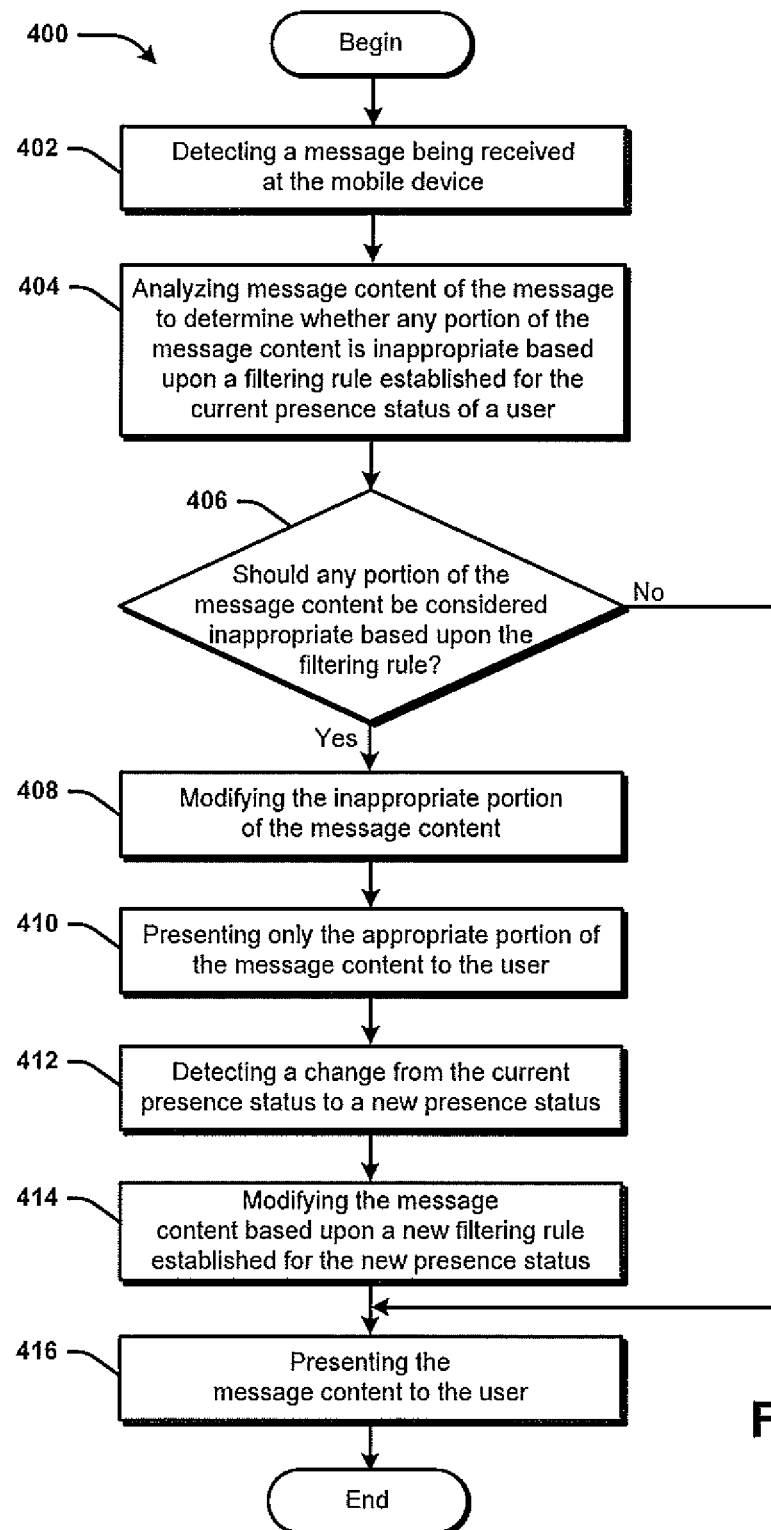 400
Begin
402
Detecting a message being received
at the mobile device
404
Analyzing message content of the message
to determine whether any portion of the
message content is inappropriate based
upon a filtering rule established for the
current presence status of a user
406
Should any portion of the
message content be considered
inappropriate based upon the
filtering rule?
No
Yes
408
Modifying the inappropriate portion
of the message content
410
Presenting only the appropriate portion of
the message content to the user
412
Detecting a change from the current
presence status to a new presence status
414
Modifying the message
content based upon a new filtering rule
established for the new presence status
416
Presenting the
message content to the user
F
End